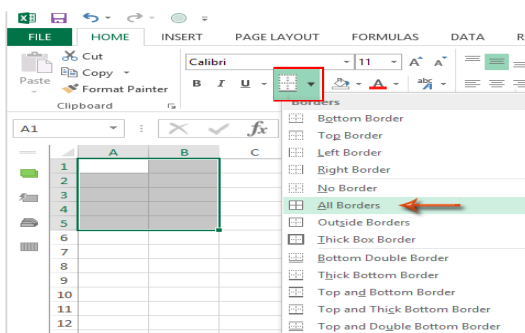 FILE HOME INSERT PAGE LAYOUT FORMULAS DATA R
Cut
Copy
Format Painter
Paste
Clipboard
Calibri 11 A A
B I U A abc
Borders
A1 fx
A B C
1
2
3
4
5
6
7
8
9
10
11
12
Bottom Border
Top Border
Left Border
Right Border
No Border
All Borders
Outside Borders
Thick Box Border
Bottom Double Border
Thick Bottom Border
Top and Bottom Border
Top and Thick Bottom Border
Top and Double Bottom Border